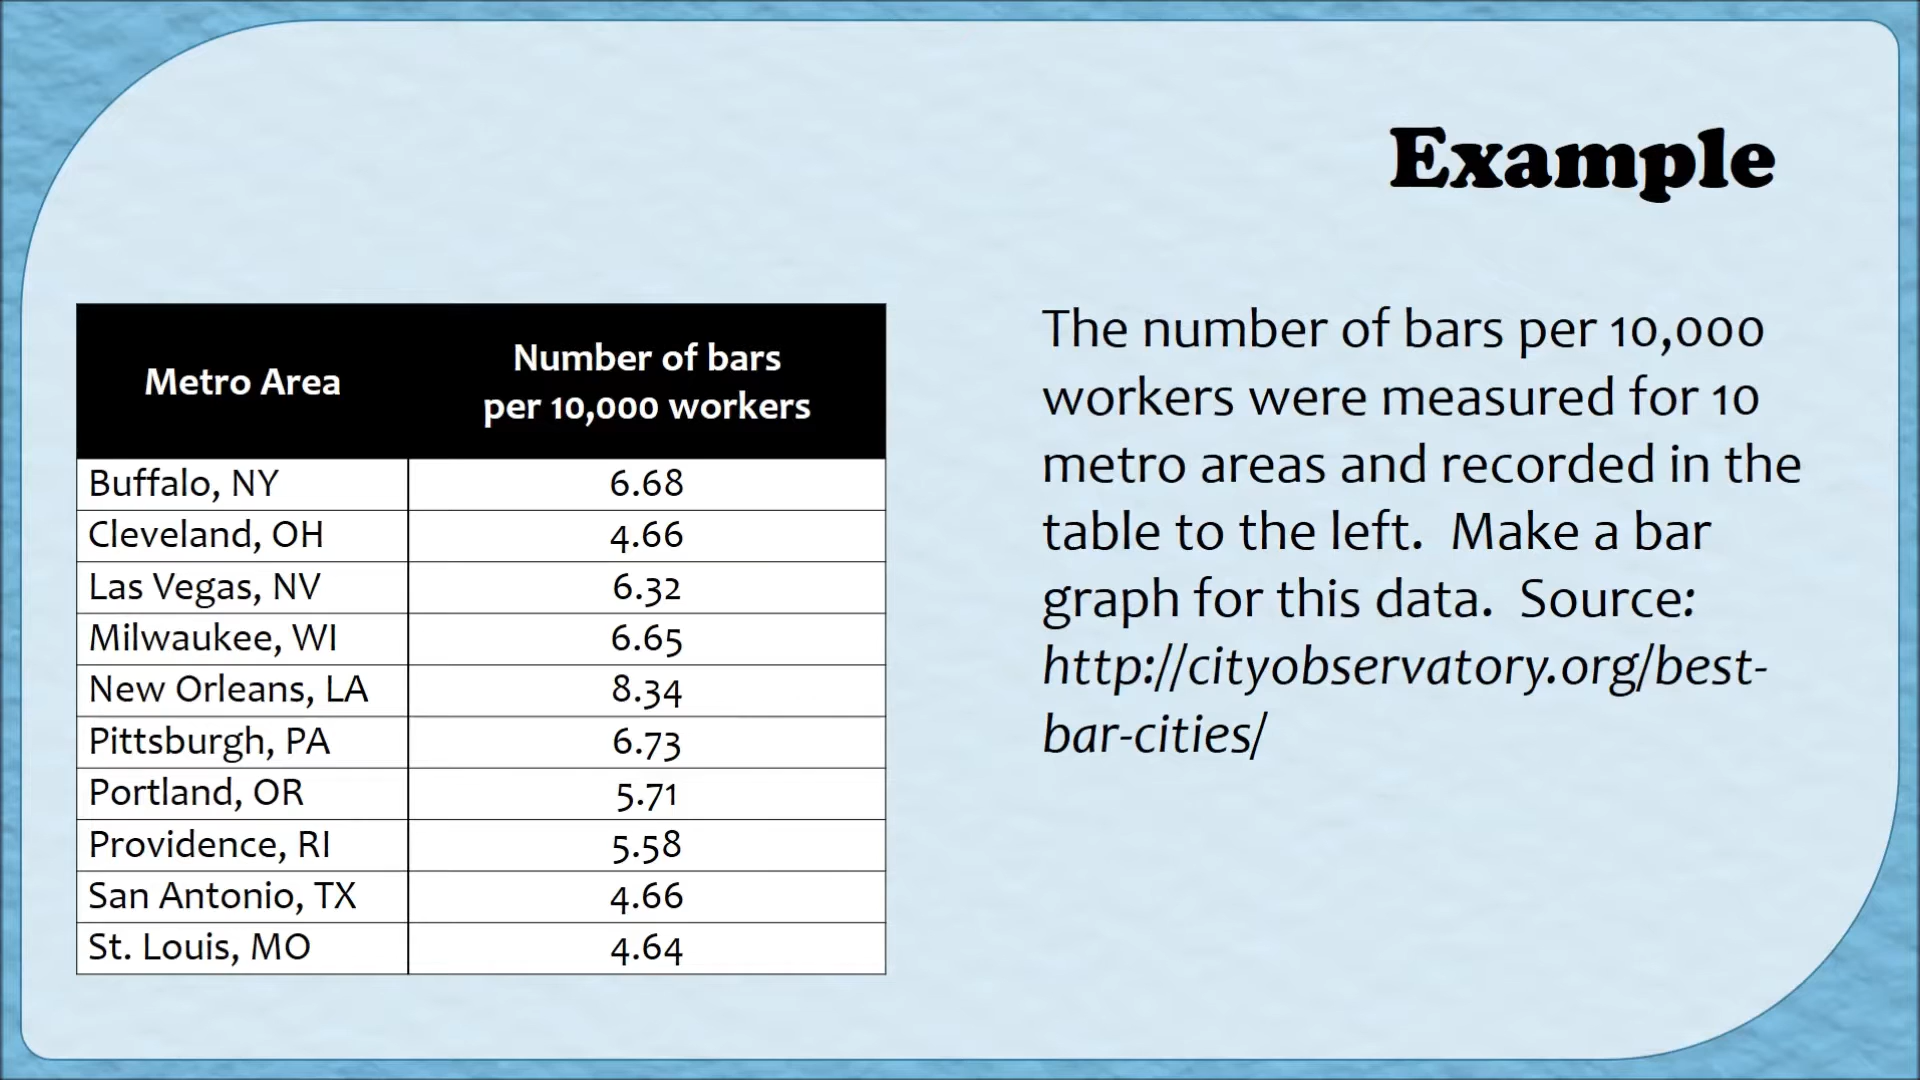 Example
Metro Area
Number of bars
per 10,000 workers
Buffalo, NY 6.68
Cleveland, OH 4.66
Las Vegas, NV 6.32
Milwaukee, WI 6.65
New Orleans, LA 8.34
Pittsburgh, PA 6.73
Portland, OR 5.71
Providence, RI 5.58
San Antonio, TX 4.66
St. Louis, MO 4.64
The number of bars per 10,000
workers were measured for 10
metro areas and recorded in the
table to the left. Make a bar
graph for this data. Source:
http://cityobservatory.org/best-
bar-cities/